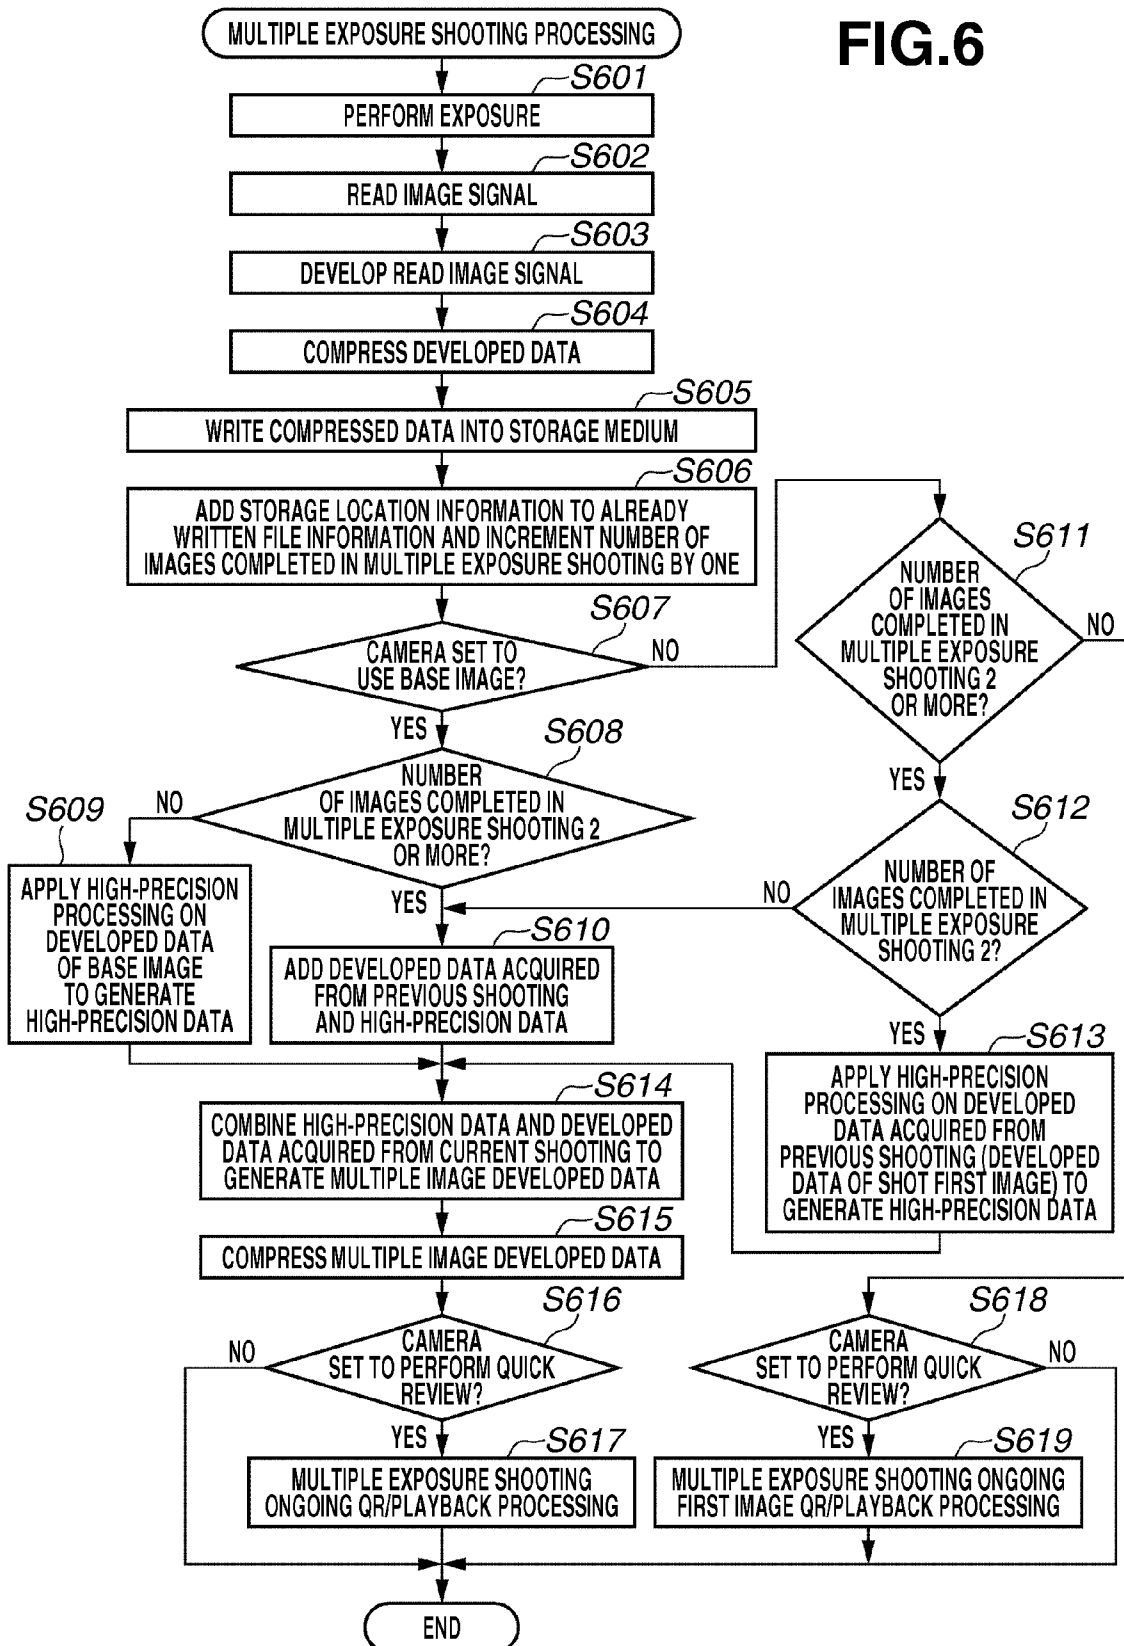 MULTIPLE EXPOSURE SHOOTING PROCESSING
FIG.6
S601
PERFORM EXPOSURE
S602
READ IMAGE SIGNAL
S603
DEVELOP READ IMAGE SIGNAL
S604
COMPRESS DEVELOPED DATA
S605
WRITE COMPRESSED DATA INTO STORAGE MEDIUM
S606
ADD STORAGE LOCATION INFORMATION TO ALREADY
WRITTEN FILE INFORMATION AND INCREMENT NUMBER OF
IMAGES COMPLETED IN MULTIPLE EXPOSURE SHOOTING BY ONE
S607
CAMERA SET TO
USE BASE IMAGE?
NO
YES
S608
NUMBER
OF IMAGES COMPLETED IN
MULTIPLE EXPOSURE SHOOTING 2
OR MORE?
NO
YES
S609
APPLY HIGH-PRECISION
PROCESSING ON
DEVELOPED DATA
OF BASE IMAGE
TO GENERATE
HIGH-PRECISION DATA
S610
ADD DEVELOPED DATA ACQUIRED
FROM PREVIOUS SHOOTING
AND HIGH-PRECISION DATA
S611
NUMBER
OF IMAGES
COMPLETED IN
MULTIPLE EXPOSURE
SHOOTING 2
OR MORE?
NO
YES
S612
NUMBER OF
IMAGES COMPLETED IN
MULTIPLE EXPOSURE
SHOOTING 2?
NO
YES
S613
APPLY HIGH-PRECISION
PROCESSING ON DEVELOPED
DATA ACQUIRED FROM
PREVIOUS SHOOTING (DEVELOPED
DATA OF SHOT FIRST IMAGE) TO
GENERATE HIGH-PRECISION DATA
S614
COMBINE HIGH-PRECISION DATA AND DEVELOPED
DATA ACQUIRED FROM CURRENT SHOOTING TO
GENERATE MULTIPLE IMAGE DEVELOPED DATA
S615
COMPRESS MULTIPLE IMAGE DEVELOPED DATA
S616
CAMERA
SET TO PERFORM QUICK
REVIEW?
NO
YES
S617
MULTIPLE EXPOSURE SHOOTING
ONGOING QR/PLAYBACK PROCESSING
S618
CAMERA
SET TO PERFORM QUICK
REVIEW?
NO
YES
S619
MULTIPLE EXPOSURE SHOOTING ONGOING
FIRST IMAGE QR/PLAYBACK PROCESSING
END